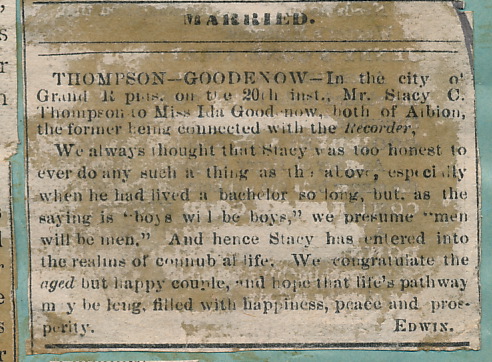 MARRIED.
THOMPSON—GOODENOW—In the city of
Grand R pids, on the 20th inst., Mr. Stacy C.
Thompson to Miss Ida Good now, both of Albion,
the former being connected with the Recorder,
We always thought that Stacy was too honest to
ever do any such a thing as the above, especially
when he had lived a bachelor so long, but, as the
saying is "boys will be boys," we presume "men
will be men." And hence Stacy has entered into
the realms of connubial life. We congratulate the
aged but happy couple, and hope that life's pathway
m y be long, filled with happiness, peace and pros-
perity. EDWIN.